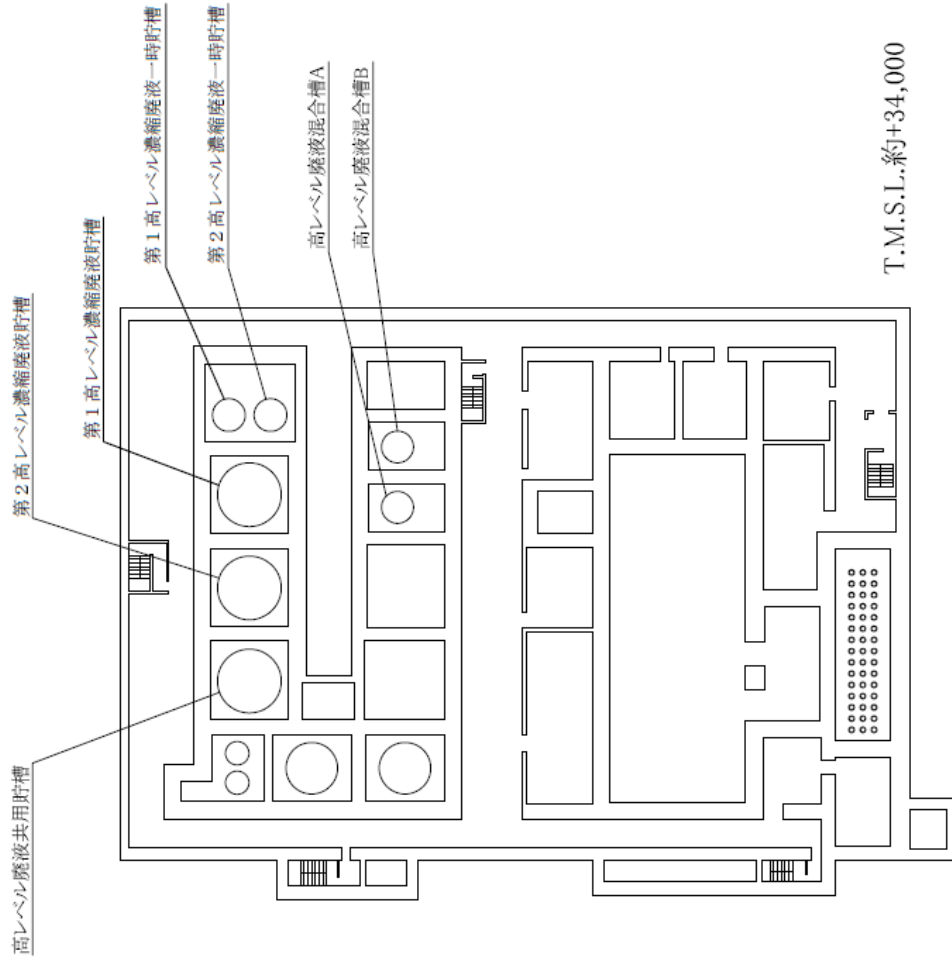 高レベル廃液共用貯槽
第2高レベル濃縮廃液貯槽
第1高レベル濃縮廃液貯槽
第1高レベル濃縮廃液一時貯槽
第2高レベル濃縮廃液一時貯槽
高レベル廃液混合槽A
高レベル廃液混合槽B
T.M.S.L.約+34,000